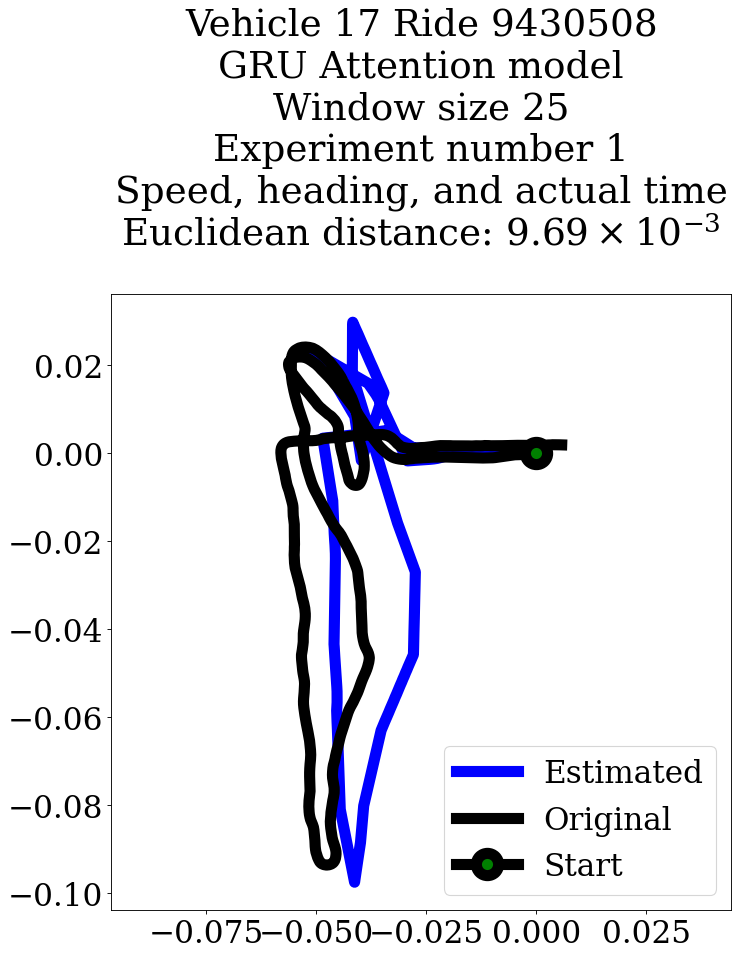 Vehicle 17 Ride 9430508
GRU Attention model
Window size 25
Experiment number 1
Speed, heading, and actual time
Euclidean distance: 9.69 × 10⁻³
0.02
0.00
−0.02
−0.04
−0.06
−0.08
−0.10
Estimated
Original
Start
−0.075 −0.050 −0.025 0.000 0.025